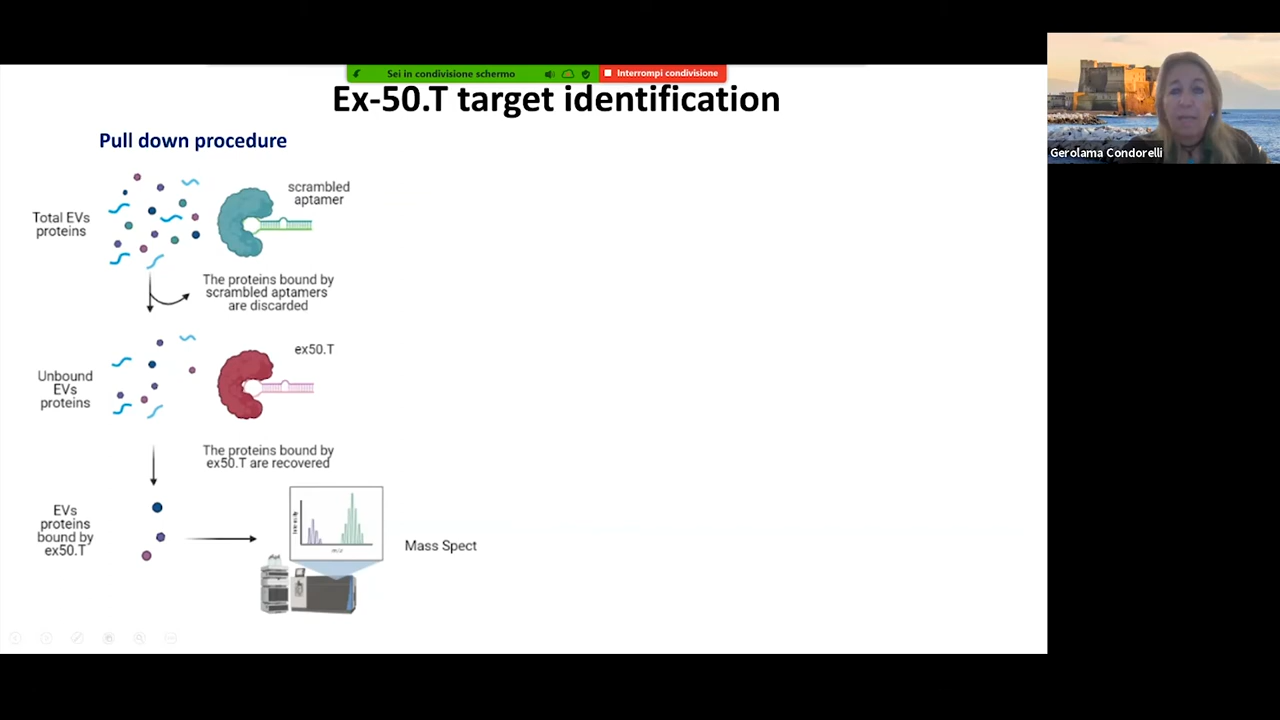 Sei in condivisione schermo
Interrompi condivisione
Ex-50.T target identification
Pull down procedure
Gerolama Condorelli
scrambled
aptamer
Total EVs
proteins
The proteins bound by
scrambled aptamers
are discarded
ex50.T
Unbound
EVs
proteins
The proteins bound by
ex50.T are recovered
EVs
proteins
bound by
ex50.T
Intensity
Mass Spect